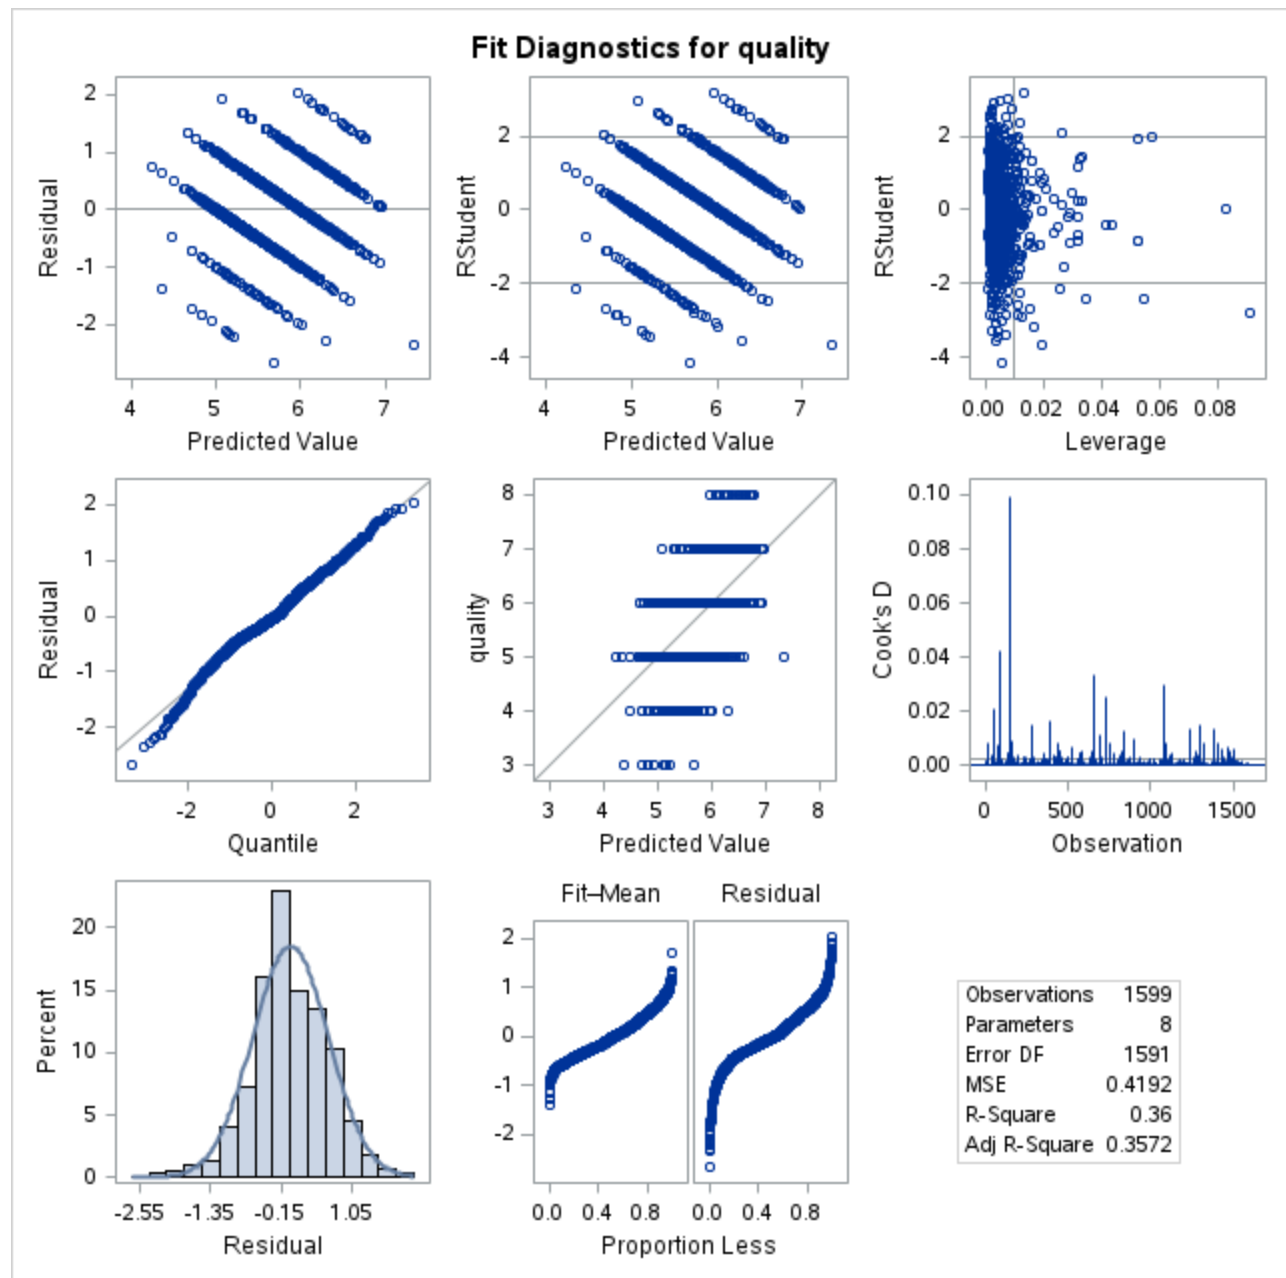 Fit Diagnostics for quality
2
1
0
-1
-2
Residual
4 5 6 7
Predicted Value
2
0
-2
-4
RStudent
4 5 6 7
Predicted Value
2
0
-2
-4
RStudent
0.00 0.02 0.04 0.06 0.08
Leverage
2
1
0
-1
-2
Residual
-2 0 2
Quantile
8
7
6
5
4
3
quality
3 4 5 6 7 8
Predicted Value
0.10
0.08
0.06
0.04
0.02
0.00
Cook's D
0 500 1000 1500
Observation
20
15
10
5
0
Percent
-2.55 -1.35 -0.15 1.05
Residual
Fit–Mean Residual
2
1
0
-1
-2
0.0 0.4 0.8 0.0 0.4 0.8
Proportion Less
Observations 1599
Parameters 8
Error DF 1591
MSE 0.4192
R-Square 0.36
Adj R-Square 0.3572